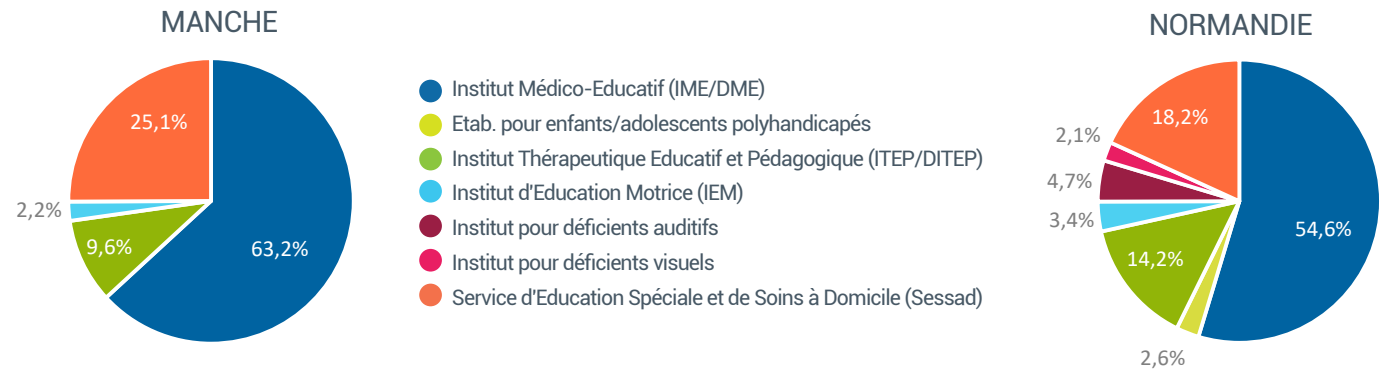 MANCHE
25,1%
2,2%
9,6%
63,2%
Institut Médico-Educatif (IME/DME)
Etab. pour enfants/adolescents polyhandicapés
Institut Thérapeutique Educatif et Pédagogique (ITEP/DITEP)
Institut d'Education Motrice (IEM)
Institut pour déficients auditifs
Institut pour déficients visuels
Service d'Education Spéciale et de Soins à Domicile (Sessad)
NORMANDIE
18,2%
2,1%
4,7%
3,4%
54,6%
14,2%
2,6%